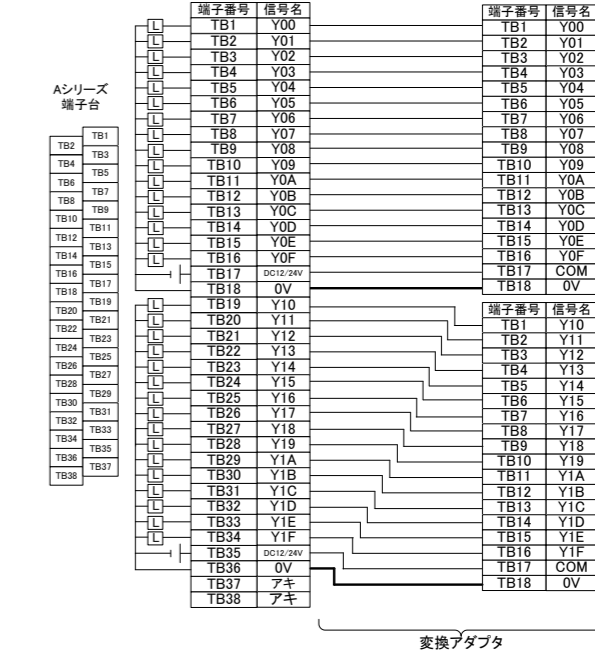 Aシリーズ
端子台
TB1
TB2
TB3
TB4
TB5
TB6
TB7
TB8
TB9
TB10
TB11
TB12
TB13
TB14
TB15
TB16
TB17
TB18
TB19
TB20
TB21
TB22
TB23
TB24
TB25
TB26
TB27
TB28
TB29
TB30
TB31
TB32
TB33
TB34
TB35
TB36
TB37
TB38
端子番号 信号名
L TB1 Y00
L TB2 Y01
L TB3 Y02
L TB4 Y03
L TB5 Y04
L TB6 Y05
L TB7 Y06
L TB8 Y07
L TB9 Y08
L TB10 Y09
L TB11 Y0A
L TB12 Y0B
L TB13 Y0C
L TB14 Y0D
L TB15 Y0E
L TB16 Y0F
TB17 DC12/24V
TB18 0V
L TB19 Y10
L TB20 Y11
L TB21 Y12
L TB22 Y13
L TB23 Y14
L TB24 Y15
L TB25 Y16
L TB26 Y17
L TB27 Y18
L TB28 Y19
L TB29 Y1A
L TB30 Y1B
L TB31 Y1C
L TB32 Y1D
L TB33 Y1E
L TB34 Y1F
TB35 DC12/24V
TB36 0V
TB37 アキ
TB38 アキ
端子番号 信号名
TB1 Y00
TB2 Y01
TB3 Y02
TB4 Y03
TB5 Y04
TB6 Y05
TB7 Y06
TB8 Y07
TB9 Y08
TB10 Y09
TB11 Y0A
TB12 Y0B
TB13 Y0C
TB14 Y0D
TB15 Y0E
TB16 Y0F
TB17 COM
TB18 0V
端子番号 信号名
TB1 Y10
TB2 Y11
TB3 Y12
TB4 Y13
TB5 Y14
TB6 Y15
TB7 Y16
TB8 Y17
TB9 Y18
TB10 Y19
TB11 Y1A
TB12 Y1B
TB13 Y1C
TB14 Y1D
TB15 Y1E
TB16 Y1F
TB17 COM
TB18 0V
変換アダプタ